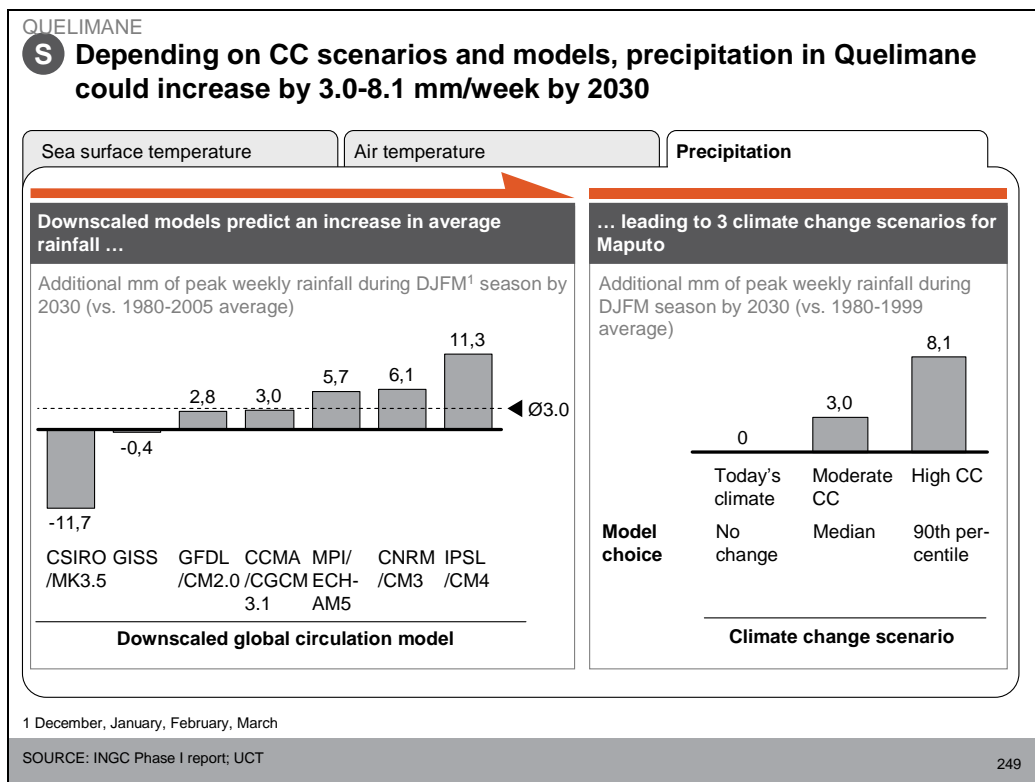 QUELIMANE
S Depending on CC scenarios and models, precipitation in Quelimane
could increase by 3.0-8.1 mm/week by 2030
Sea surface temperature
Air temperature
Precipitation
Downscaled models predict an increase in average
rainfall …
Additional mm of peak weekly rainfall during DJFM1 season by
2030 (vs. 1980-2005 average)
11,3
6,1
5,7
3,0
2,8
Ø3.0
-0,4
-11,7
CSIRO GISS GFDL CCMA MPI/ CNRM IPSL
/MK3.5 /CM2.0 /CGCM ECH- /CM3 /CM4
3.1 AM5
Downscaled global circulation model
… leading to 3 climate change scenarios for
Maputo
Additional mm of peak weekly rainfall during
DJFM season by 2030 (vs. 1980-1999
average)
8,1
3,0
0
Today's Moderate High CC
climate CC
Model No Median 90th per-
choice change centile
Climate change scenario
1 December, January, February, March
SOURCE: INGC Phase I report; UCT
249